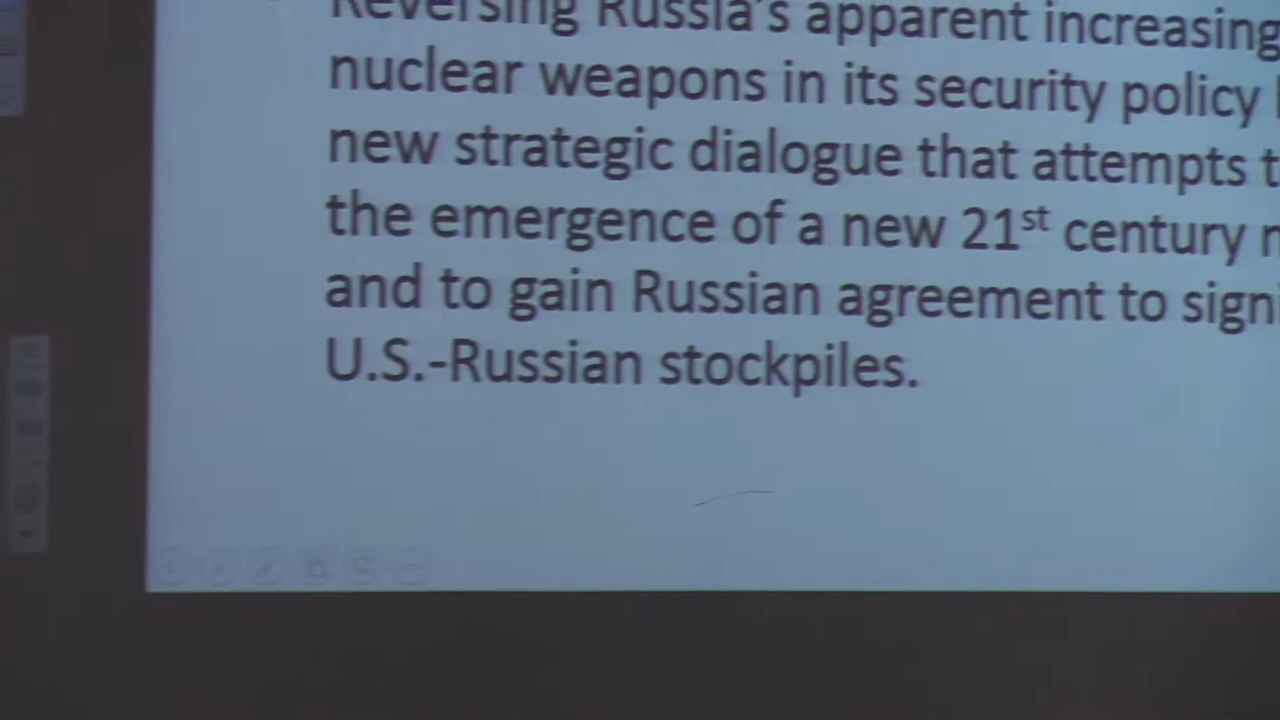 Reversing Russia's apparent increasing
nuclear weapons in its security policy
new strategic dialogue that attempts
the emergence of a new 21st century
and to gain Russian agreement to
U.S.-Russian stockpiles.